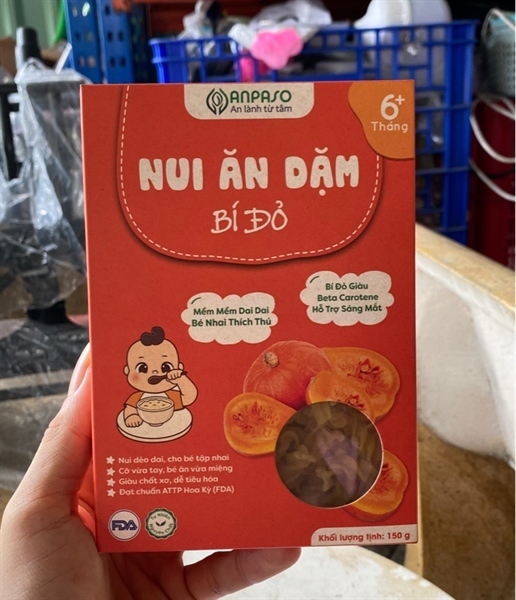 ANPASO
An lành từ tâm
6+
Tháng
NUI ĂN DẶM
BÍ ĐỎ
Mềm Mềm Dai Dai
Bé Nhai Thích Thú
Bí Đỏ Giàu
Beta Carotene
Hỗ Trợ Sáng Mắt
Nui dẻo dai, cho bé tập nhai
Cỡ vừa tay, bé ăn vừa miệng
Giàu chất xơ, dễ tiêu hóa
Đạt chuẩn ATTP Hoa Kỳ (FDA)
FDA
Khối lượng tịnh: 150 g